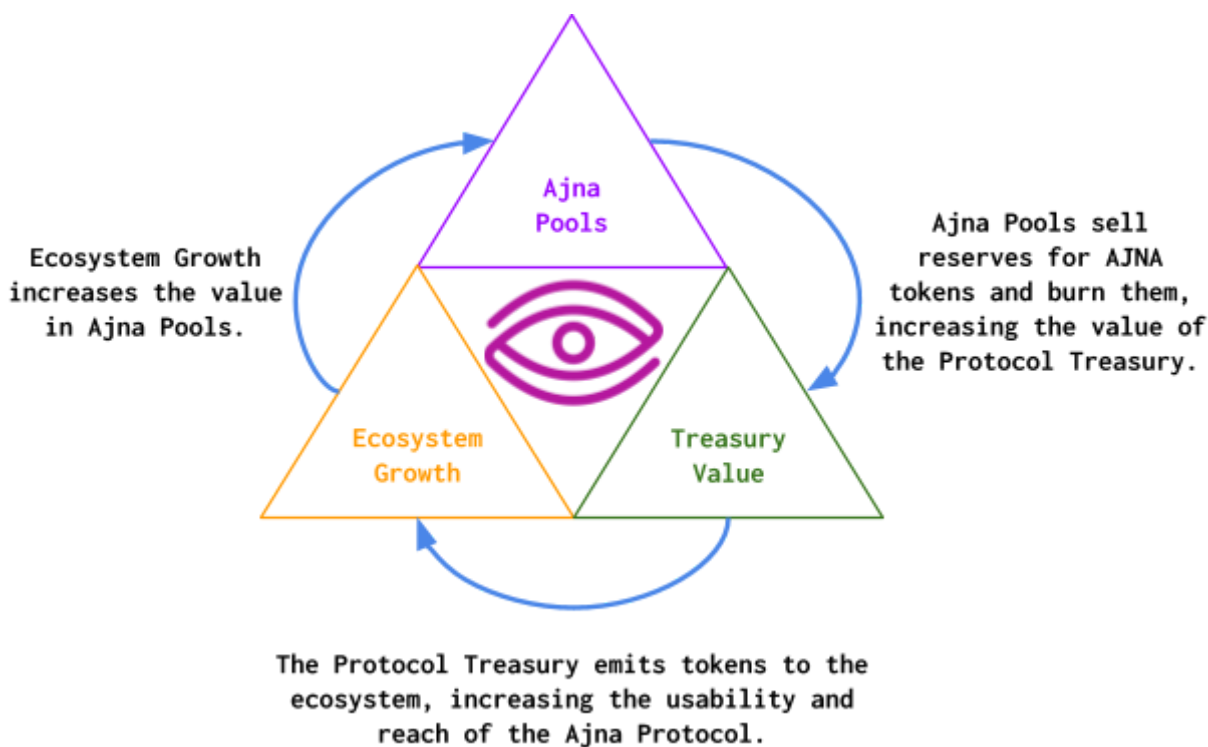 Ajna
Pools
Ecosystem Growth
increases the value
in Ajna Pools.
Ajna Pools sell
reserves for AJNA
tokens and burn them,
increasing the value of
the Protocol Treasury.
Ecosystem
Growth
Treasury
Value
The Protocol Treasury emits tokens to the
ecosystem, increasing the usability and
reach of the Ajna Protocol.